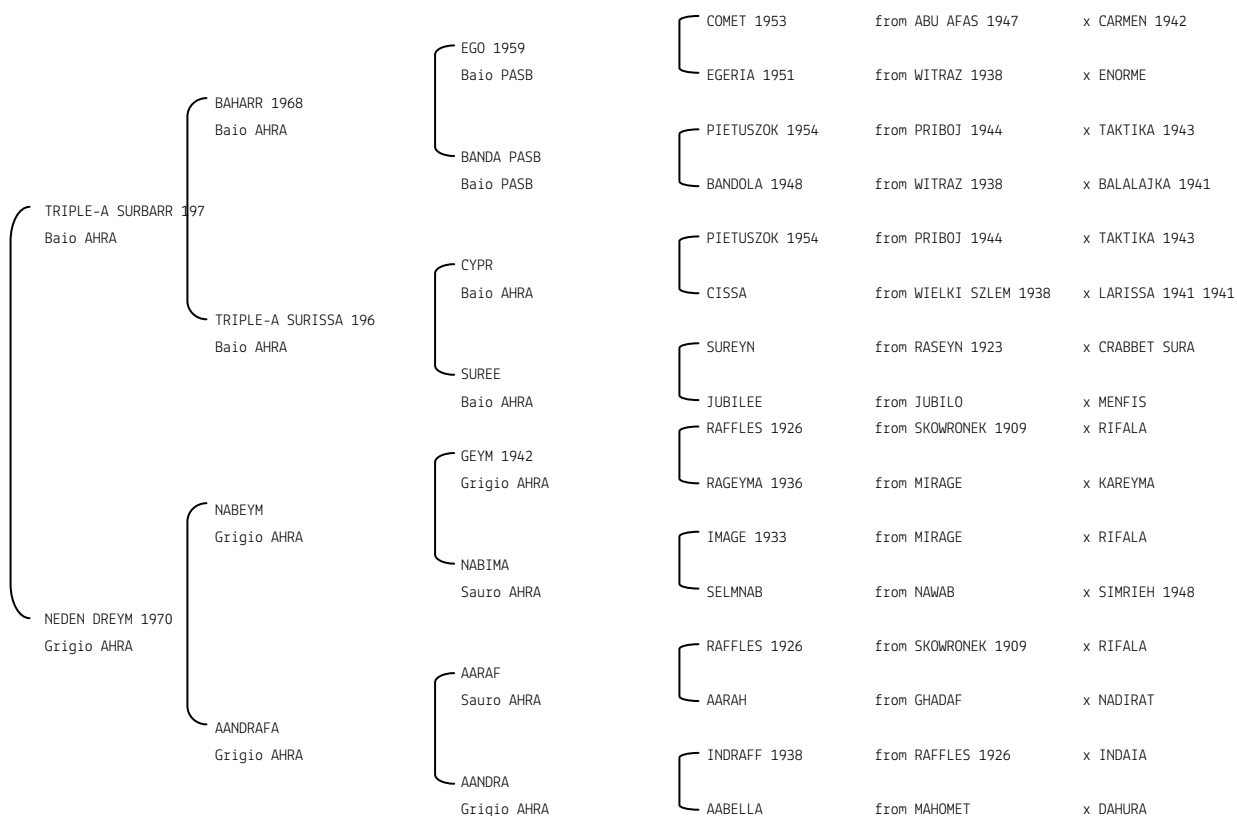 COMET 1953 from ABU AFAS 1947 x CARMEN 1942
EGO 1959
Baio PASB EGERIA 1951 from WITRAZ 1938 x ENORME
BAHARR 1968
Baio AHRA PIETUSZOK 1954 from PRIBOJ 1944 x TAKTIKA 1943
BANDA PASB
Baio PASB BANDOLA 1948 from WITRAZ 1938 x BALALAJKA 1941
TRIPLE-A SURBARR 197
Baio AHRA PIETUSZOK 1954 from PRIBOJ 1944 x TAKTIKA 1943
CYPR
Baio AHRA CISSA from WIELKI SZLEM 1938 x LARISSA 1941 1941
TRIPLE-A SURISSA 196
Baio AHRA SUREYN from RASEYN 1923 x CRABBET SURA
SUREE
Baio AHRA JUBILEE from JUBILO x MENFIS
RAFFLES 1926 from SKOWRONEK 1909 x RIFALA
GEYM 1942
Grigio AHRA RAGEYMA 1936 from MIRAGE x KAREYMA
NABEYM
Grigio AHRA IMAGE 1933 from MIRAGE x RIFALA
NABIMA
Sauro AHRA SELMNAB from NAWAB x SIMRIEH 1948
NEDEN DREYM 1970
Grigio AHRA RAFFLES 1926 from SKOWRONEK 1909 x RIFALA
AARAF
Sauro AHRA AARAH from GHADAF x NADIRAT
AANDRAFA
Grigio AHRA INDRAFF 1938 from RAFFLES 1926 x INDAIA
AANDRA
Grigio AHRA AABELLA from MAHOMET x DAHURA